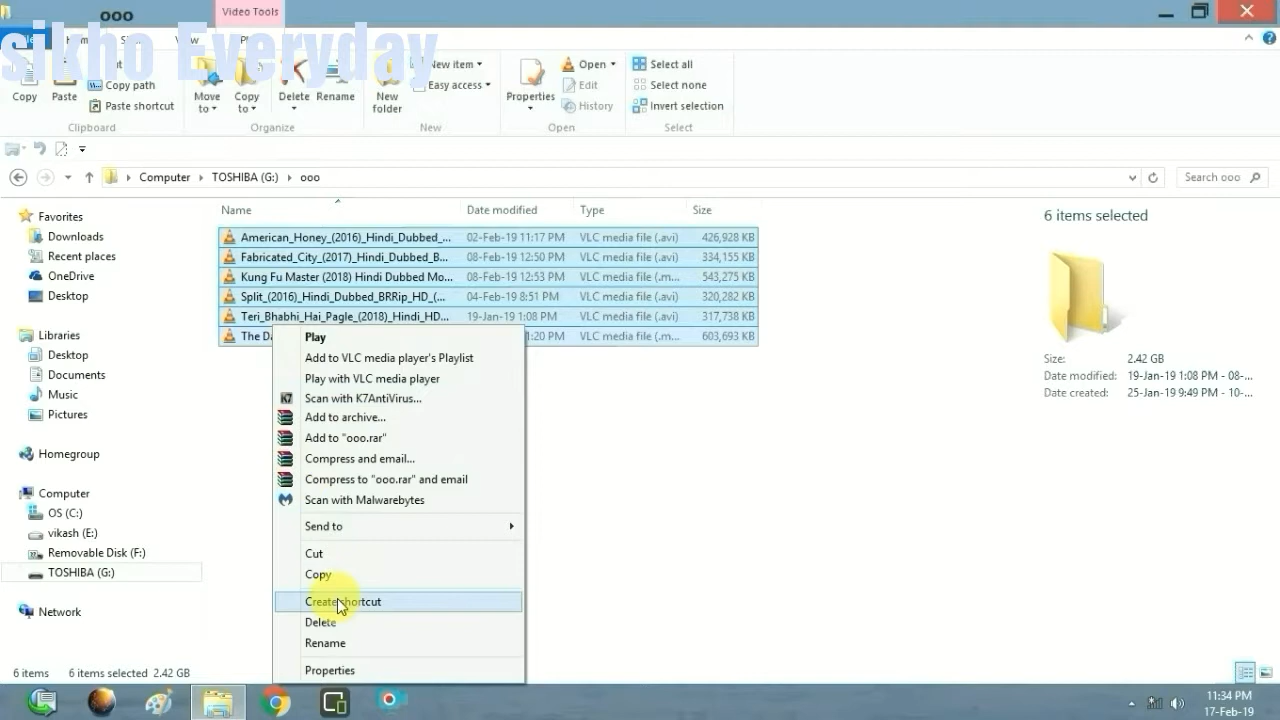 ooo
Video Tools
sikho Everyday
Copy path
Paste shortcut
Copy
Paste
Clipboard
Move to
Copy to
Delete
Rename
Organize
New item
Easy access
New folder
New
Properties
Open
Edit
History
Open
Select all
Select none
Invert selection
Select
Computer
TOSHIBA (G:)
ooo
Search ooo
Favorites
Downloads
Recent places
OneDrive
Desktop
Libraries
Desktop
Documents
Music
Pictures
Homegroup
Computer
OS (C:)
vikash (E:)
Removable Disk (F:)
TOSHIBA (G:)
Network
Name Date modified Type Size
American_Honey_(2016)_Hindi_Dubbed_... 02-Feb-19 11:17 PM VLC media file (.avi) 426,928 KB
Fabricated_City_(2017)_Hindi_Dubbed_B... 08-Feb-19 12:50 PM VLC media file (.avi) 334,155 KB
Kung Fu Master (2018) Hindi Dubbed Mo... 08-Feb-19 12:53 PM VLC media file (.m... 543,275 KB
Split_(2016)_Hindi_Dubbed_BRRip_HD_(... 04-Feb-19 8:51 PM VLC media file (.avi) 320,282 KB
Teri_Bhabhi_Hai_Pagle_(2018)_Hindi_HD... 19-Jan-19 1:08 PM VLC media file (.avi) 317,738 KB
The 1:20 PM VLC media file (.m... 603,693 KB
Play
Add to VLC media player's Playlist
Play with VLC media player
Scan with K7AntiVirus...
Add to archive...
Add to "ooo.rar"
Compress and email...
Compress to "ooo.rar" and email
Scan with Malwarebytes
Send to
Cut
Copy
Create shortcut
Delete
Rename
Properties
6 items selected
Size: 2.42 GB
Date modified: 19-Jan-19 1:08 PM - 08-...
Date created: 25-Jan-19 9:49 PM - 10-...
6 items 6 items selected 2.42 GB
11:34 PM
17-Feb-19